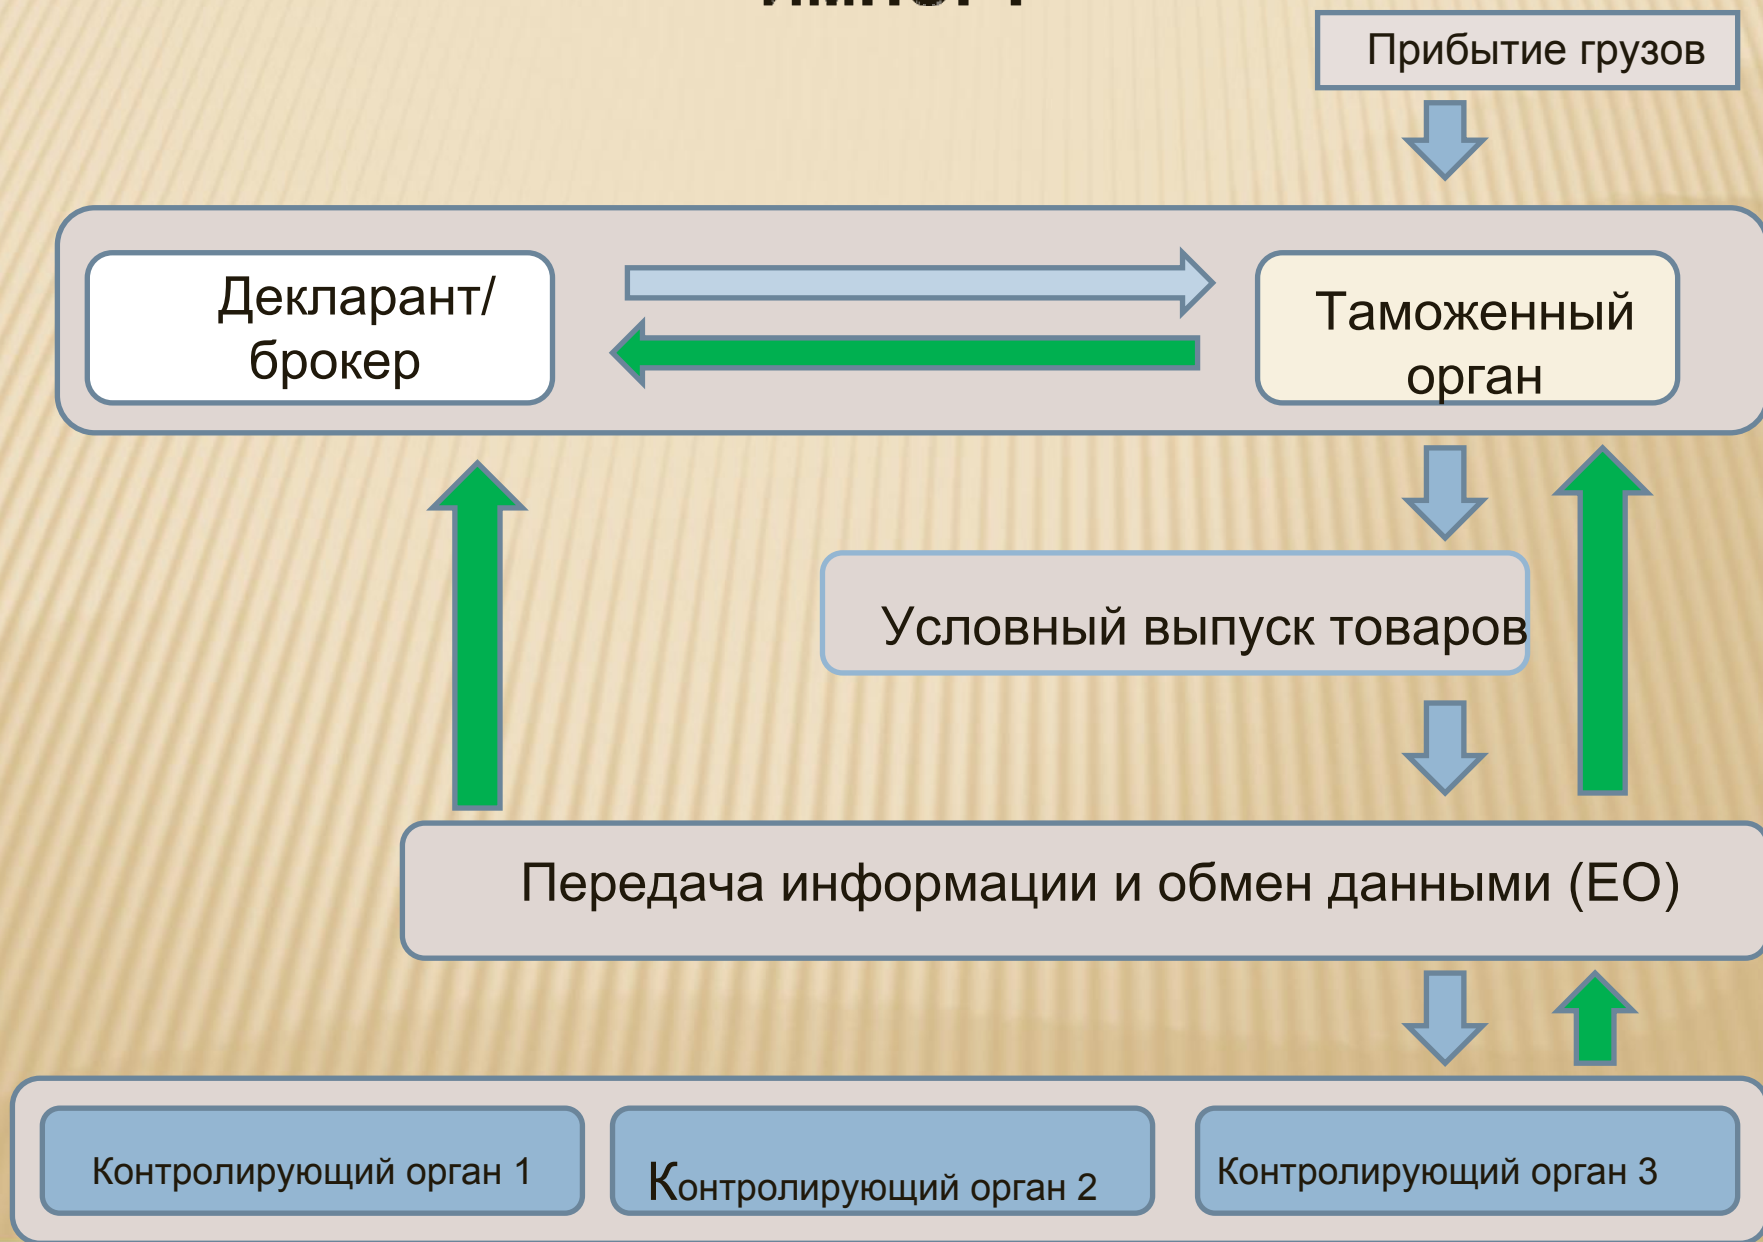 Прибытие грузов
Декларант/
брокер
Таможенный
орган
Условный выпуск товаров
Передача информации и обмен данными (ЕО)
Контролирующий орган 1
Контролирующий орган 2
Контролирующий орган 3